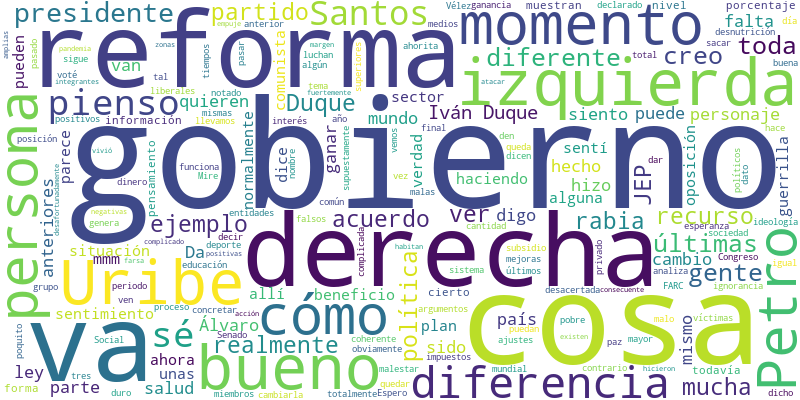 presidente
partido
Santos
momento
Vélez
ganancia
muestran
declarado
nivel
porcentaje
reforma
medios
desnutrición
día
amplias
pandemia
zonas
empuje
anterior
margen
superiores
ahorita
sacar
total
buena
falta
toda
diferente
creo
izquierda
pueden
pasado
sigue
voté
integrantes
van
tal
liberales
tiempos
pasar
luchan
algún
comunista
tema
fuertemente
atacar
persona
pienso
quieren
Duque
mundo
sector
Iván Duque
siento
puede
personaje
positivos
información
notado
mismas
llevamos
interés
año
vemos
final
den
queda
dicen
posición
gobierno
parece
vivió
desafortunadamente
dinero
pensamiento
funciona
Mire
normalmente
entidades
dice
nombre
supuestamente
ganar
verdad
vez
haciendo
sentí
hecho
hizo
alguna
JEP
dar
oposición
políticos
dato
hace
guerrilla
anteriores
negativas
genera
ejemplo
común
falsos
acuerdo
malas
ver
digo
rabia
recurso
ideologia
esperanza
sociedad
igual
situación
complicado
farsa
Da
decir
deporte
positivas
educación
derecha
complicada
habitan
política
cantidad
subsidio
mejoras
últimos
últimas
cambio
privado
Congreso
analiza
gente
FARC
ignorancia
Petro
mmm
Uribe
grupo
periodo
ven
allí
beneficio
cierto
sistema
desacertada
consecuente
sentimiento
proceso
concretar
Senado
acción
Álvaro
cómo
coherente
obviamente
argumentos
plan
país
puedan
pobre
existen
cosa
paz
mismo
malo
víctimas
va
sé
realmente
sido
impuestos
ajustes
mayor
todavía
poquito
Social
ahora
ley
tres
unas
bueno
malestar
mundial
hicieron
forma
parte
salud
quedar
diferencia
contrario
mucha
duro
miembros
cambiarla
totalmente
Espero
dicho